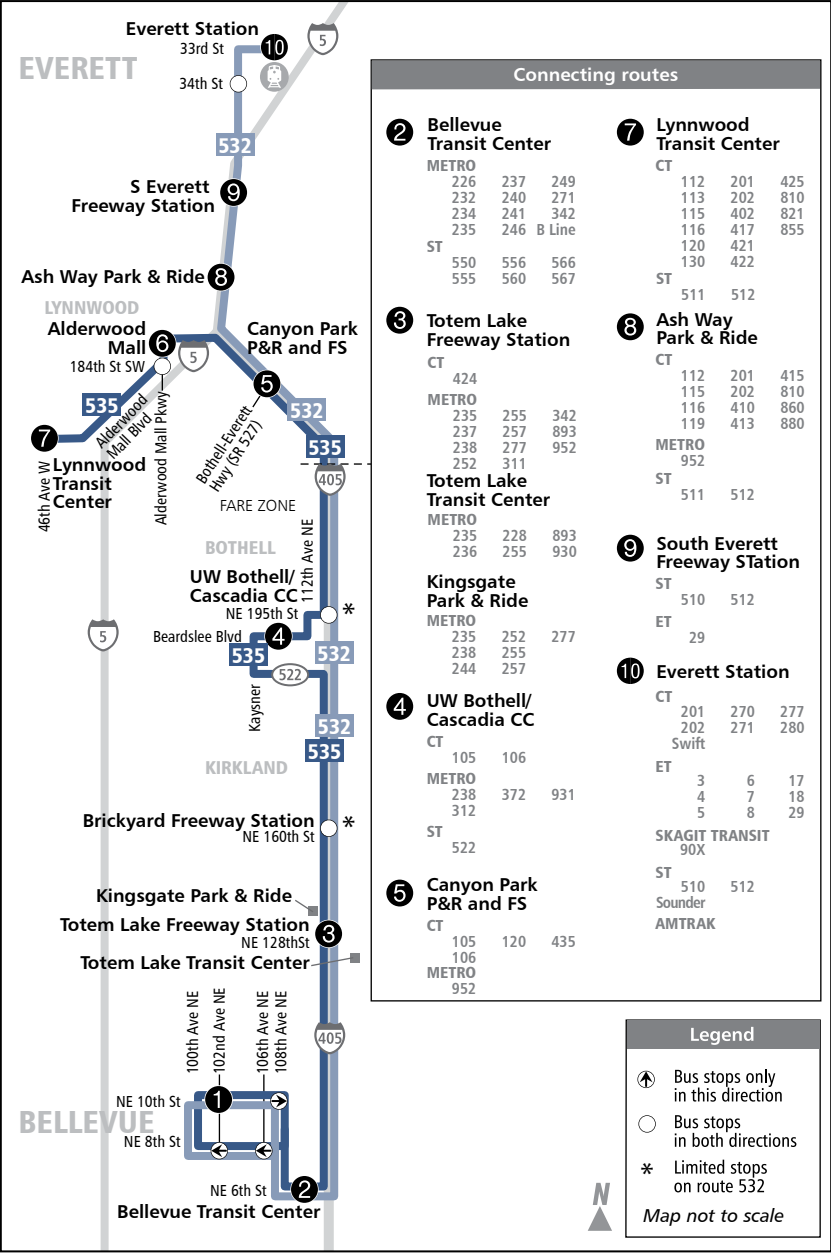 Everett Station
33rd St
10
5
EVERETT
34th St
532
S Everett
Freeway Station
9
Ash Way Park & Ride
8
LYNNWOOD
Alderwood
Mall
6
184th St SW
5
Canyon Park
P&R and FS
5
535
532
Alderwood
Mall Blvd
Alderwood Mall Pkwy
Bothell-Everett
Hwy (SR 527)
7
Lynnwood
Transit
Center
46th Ave W
535
405
FARE ZONE
BOTHELL
112th Ave NE
UW Bothell/
Cascadia CC
NE 195th St
*
Beardslee Blvd
4
5
535
532
522
Kaysner
532
535
KIRKLAND
Brickyard Freeway Station
NE 160th St
*
Kingsgate Park & Ride
Totem Lake Freeway Station
NE 128thSt
3
Totem Lake Transit Center
100th Ave NE
102nd Ave NE
106th Ave NE
108th Ave NE
405
NE 10th St
1
BELLEVUE
NE 8th St
NE 6th St
2
Bellevue Transit Center
Connecting routes
2 Bellevue
Transit Center
METRO
226 237 249
232 240 271
234 241 342
235 246 B Line
ST
550 556 566
555 560 567
3 Totem Lake
Freeway Station
CT
424
METRO
235 255 342
237 257 893
238 277 952
252 311
Totem Lake
Transit Center
METRO
235 228 893
236 255 930
Kingsgate
Park & Ride
METRO
235 252 277
238 255
244 257
4 UW Bothell/
Cascadia CC
CT
105 106
METRO
238 372 931
312
ST
522
5 Canyon Park
P&R and FS
CT
105 120 435
106
METRO
952
7 Lynnwood
Transit Center
CT
112 201 425
113 202 810
115 402 821
116 417 855
120 421
130 422
ST
511 512
8 Ash Way
Park & Ride
CT
112 201 415
115 202 810
116 410 860
119 413 880
METRO
952
ST
511 512
9 South Everett
Freeway STation
ST
510 512
ET
29
10 Everett Station
CT
201 270 277
202 271 280
Swift
ET
3 6 17
4 7 18
5 8 29
SKAGIT TRANSIT
90X
ST
510 512
Sounder
AMTRAK
Legend
Bus stops only
in this direction
Bus stops
in both directions
* Limited stops
on route 532
Map not to scale
N